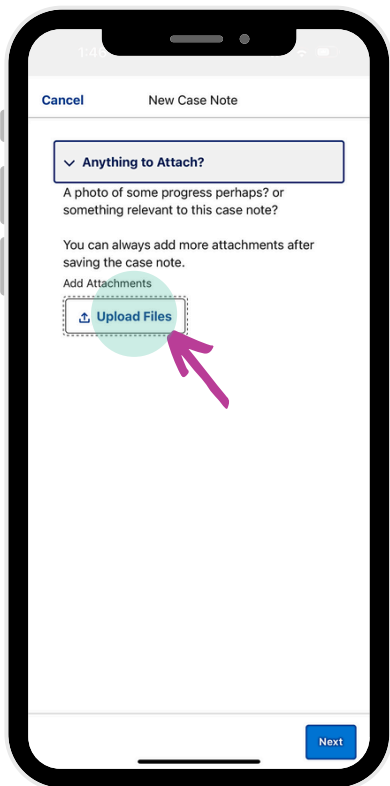 Cancel New Case Note
Anything to Attach?
A photo of some progress perhaps? or
something relevant to this case note?
You can always add more attachments after
saving the case note.
Add Attachments
Upload Files
Next